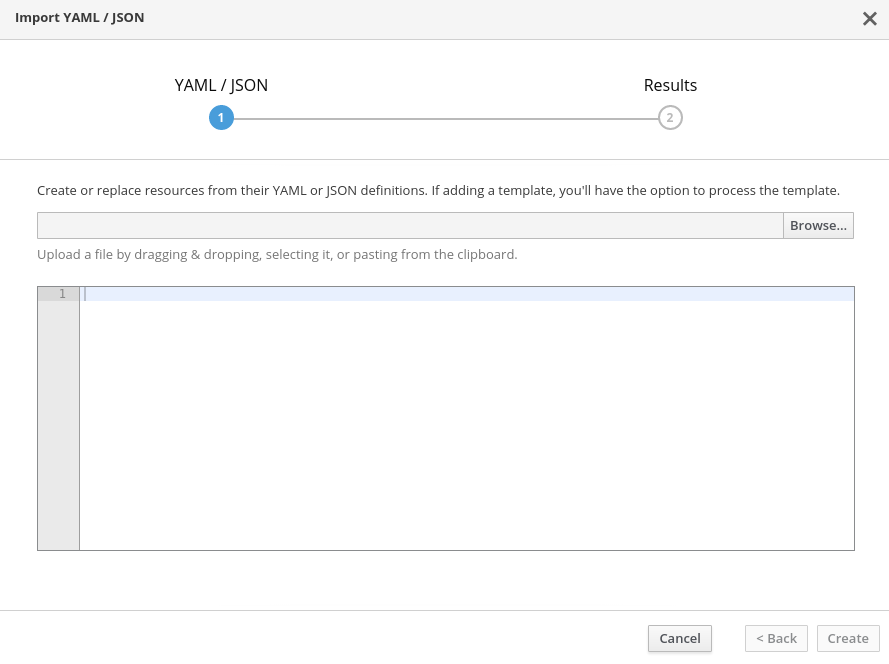 Import YAML / JSON
YAML / JSON
Results
1
2
Create or replace resources from their YAML or JSON definitions. If adding a template, you'll have the option to process the template.
Browse...
Upload a file by dragging & dropping, selecting it, or pasting from the clipboard.
1
Cancel
< Back
Create